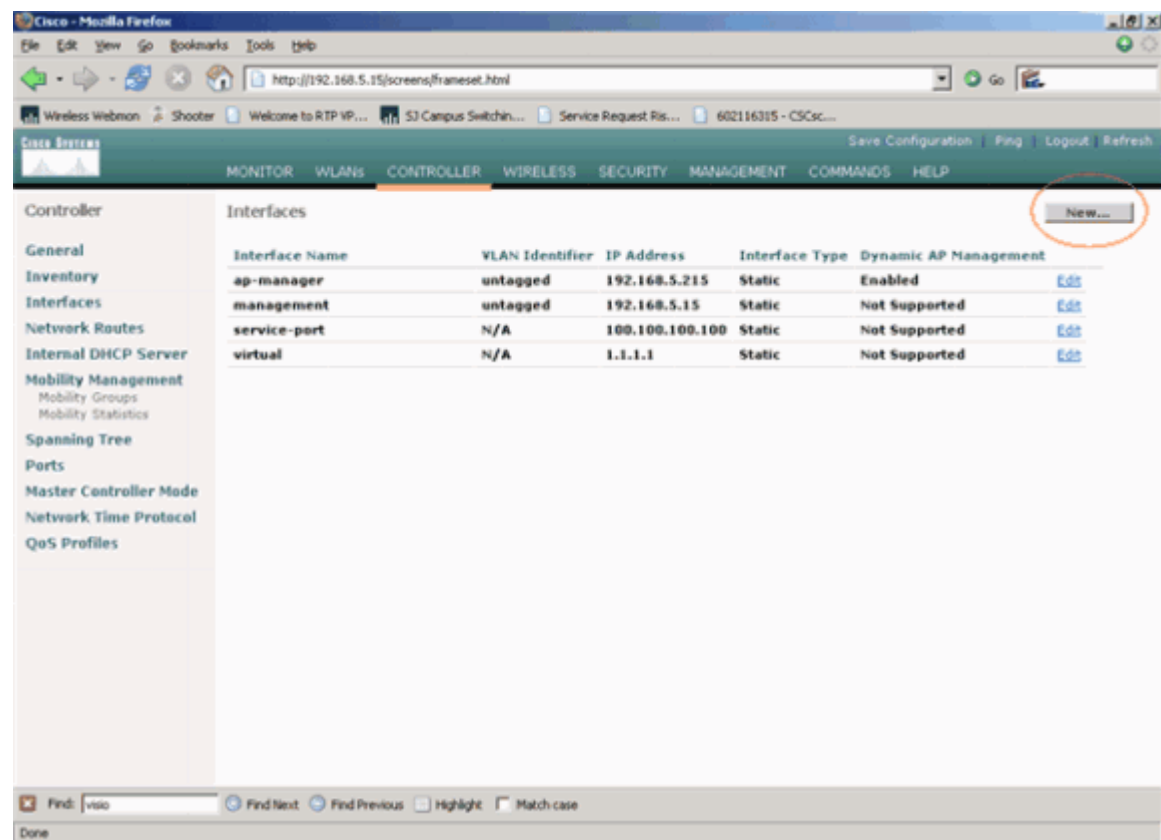 Cisco - Mozilla Firefox
File Edit View Go Bookmarks Tools Help
http://192.168.5.15/screens/frameset.html Go
Wireless Webmon Shooter Welcome to RTP VP... SJ Campus Switchin... Service Request Ris... 602116315 - CSCsc...
Cisco Systems
Save Configuration | Ping | Logout | Refresh
MONITOR WLANs CONTROLLER WIRELESS SECURITY MANAGEMENT COMMANDS HELP
Controller
General
Inventory
Interfaces
Network Routes
Internal DHCP Server
Mobility Management
Mobility Groups
Mobility Statistics
Spanning Tree
Ports
Master Controller Mode
Network Time Protocol
QoS Profiles
Interfaces
New...
Interface Name VLAN Identifier IP Address Interface Type Dynamic AP Management
ap-manager untagged 192.168.5.215 Static Enabled Edit
management untagged 192.168.5.15 Static Not Supported Edit
service-port N/A 100.100.100.100 Static Not Supported Edit
virtual N/A 1.1.1.1 Static Not Supported Edit
Find: visio Find Next Find Previous Highlight Match case
Done